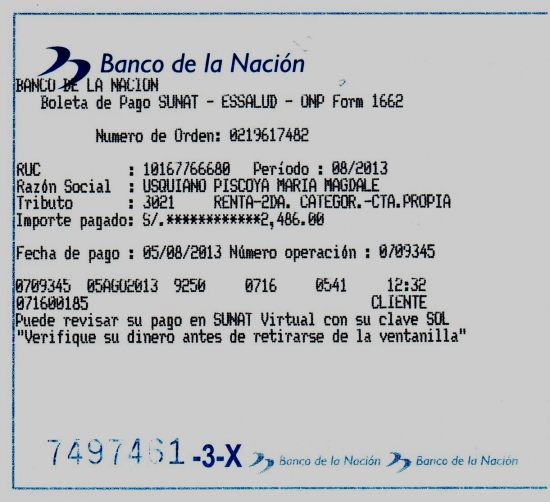 Banco de la Nación
BANCO DE LA NACION
Boleta de Pago SUNAT - ESSALUD - ONP Form 1662
Numero de Orden: 0219617482
RUC : 10167766680 Período : 08/2013
Razón Social : USQUIANO PISCOYA MARIA MAGDALE
Tributo : 3021 RENTA-2DA. CATEGOR.-CTA.PROPIA
Importe pagado: S/.************2,486.00
Fecha de pago : 05/08/2013 Número operación : 0709345
0709345 05AGO2013 9250 0716 0541 12:32
071600185 CLIENTE
Puede revisar su pago en SUNAT Virtual con su clave SOL
"Verifique su dinero antes de retirarse de la ventanilla"
7497461 -3-X Banco de la Nación Banco de la Nación